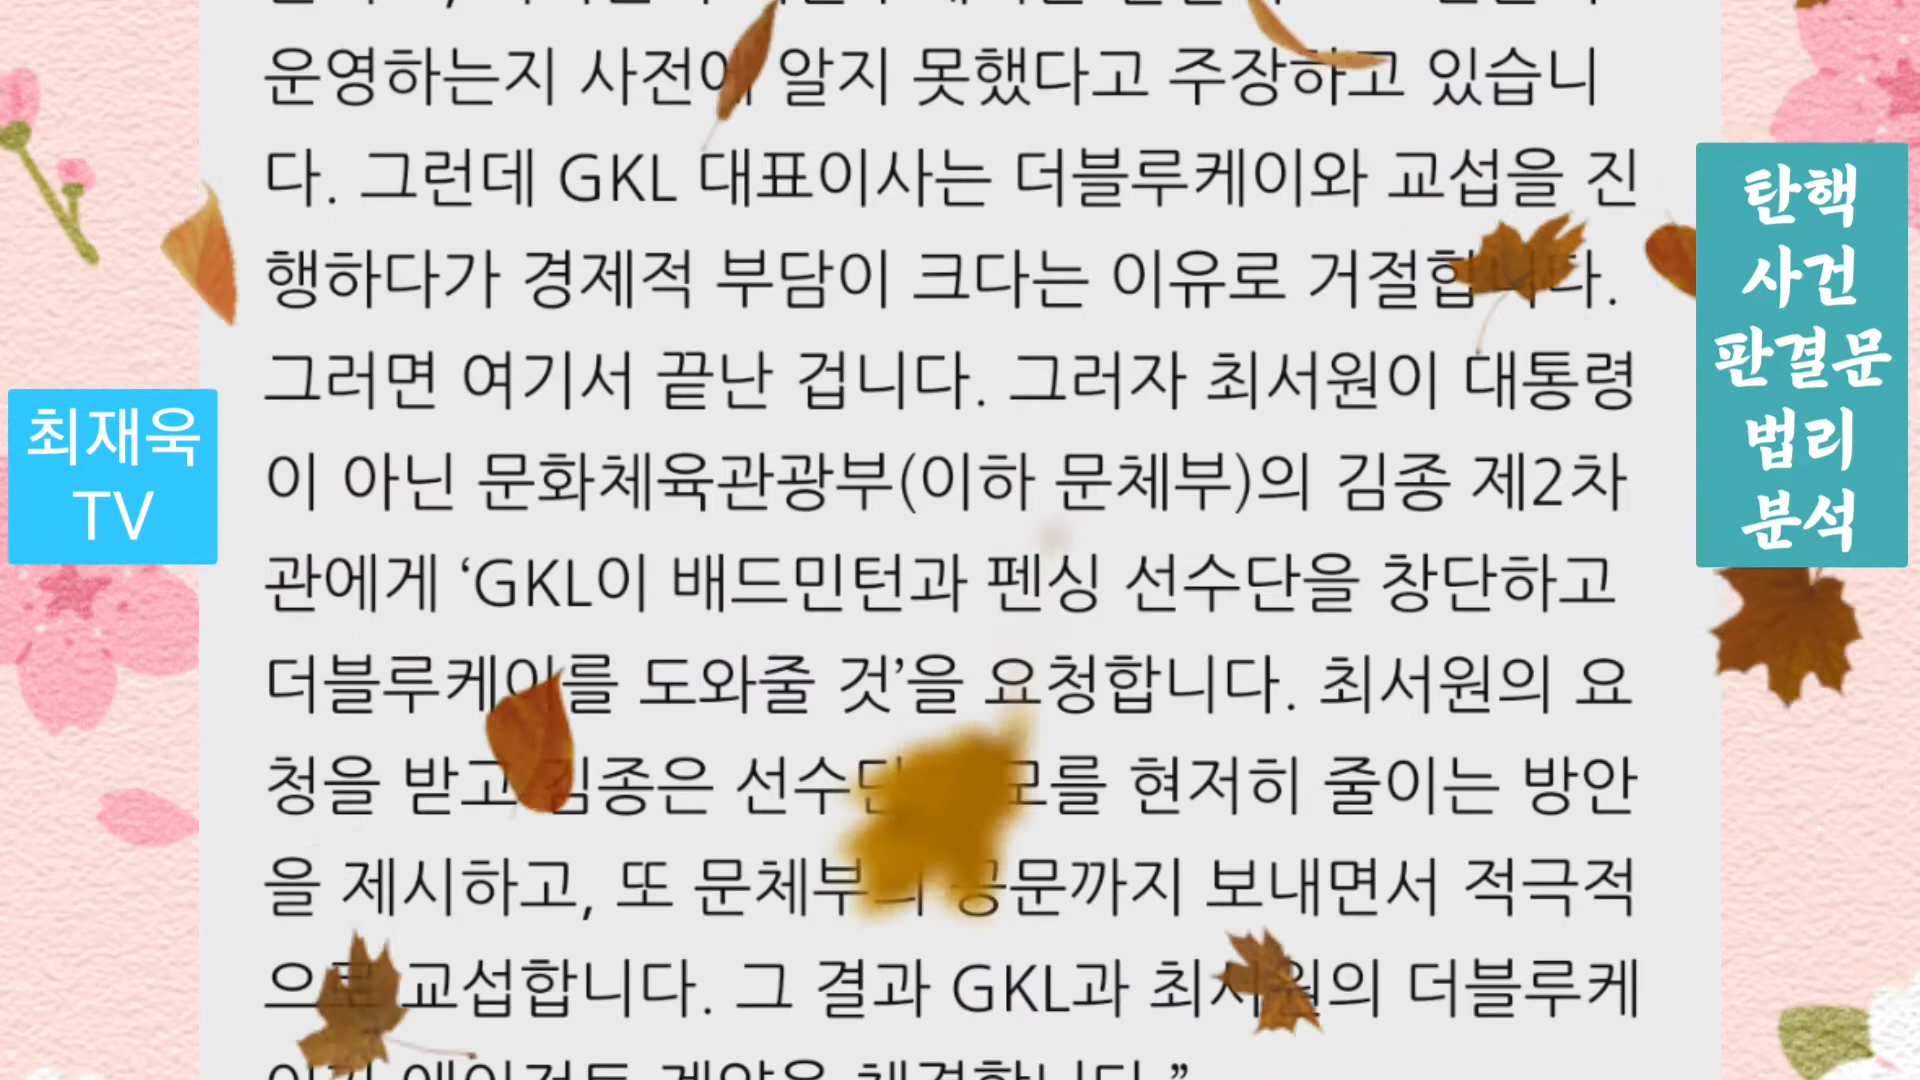 운영하는지 사전에 알지 못했다고 주장하고 있습니
다. 그런데 GKL 대표이사는 더블루케이와 교섭을 진
행하다가 경제적 부담이 크다는 이유로 거절합니다.
그러면 여기서 끝난 겁니다. 그러자 최서원이 대통령
이 아닌 문화체육관광부(이하 문체부)의 김종 제2차
관에게 ‘GKL이 배드민턴과 펜싱 선수단을 창단하고
더블루케이를 도와줄 것’을 요청합니다. 최서원의 요
청을 받고 김종은 현저히 줄이는 방안
을 제시하고, 또 문체부의 공문까지 보내면서 적극적
으로 교섭합니다. 그 결과 GKL과 최서원의 더블루케
최재욱
TV
탄핵
사건
판결문
법리
분석